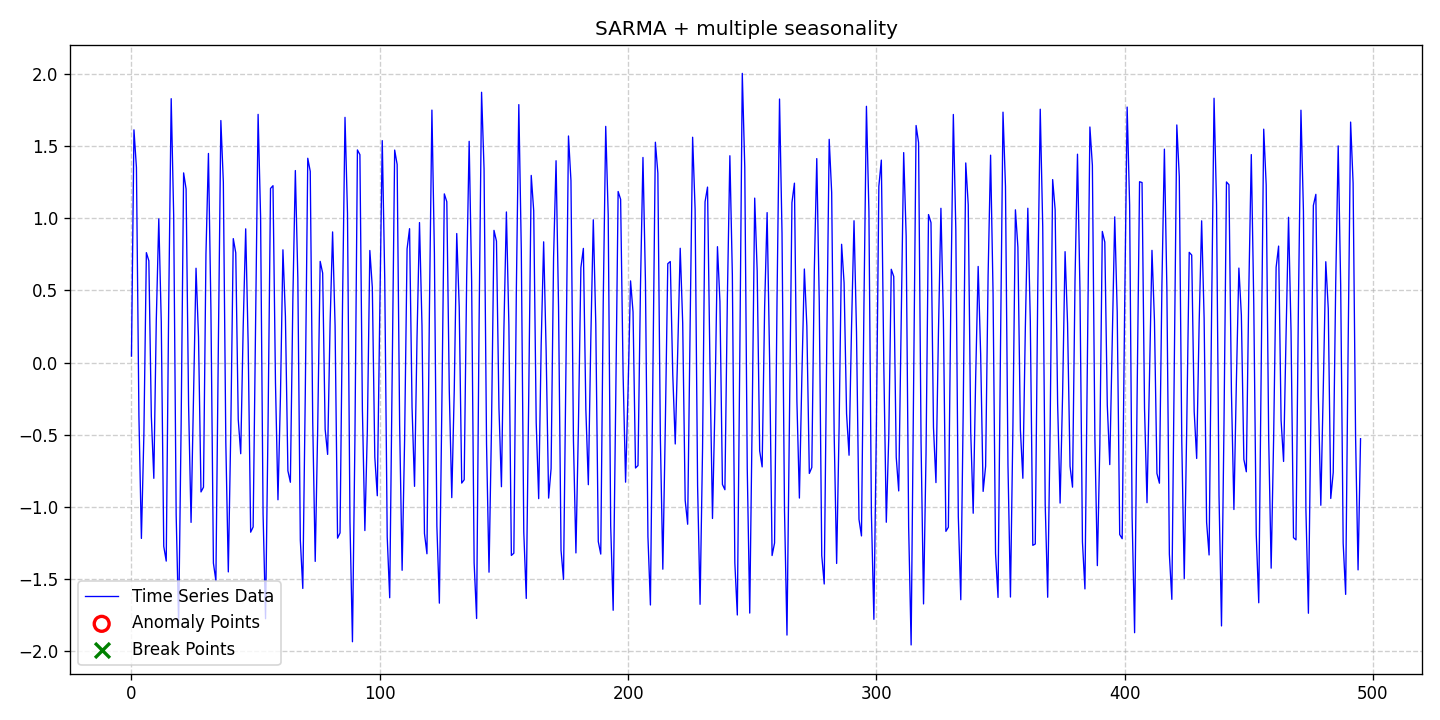 SARMA + multiple seasonality
2.0
1.5
1.0
0.5
0.0
−0.5
−1.0
−1.5
−2.0
Time Series Data
Anomaly Points
Break Points
0 100 200 300 400 500